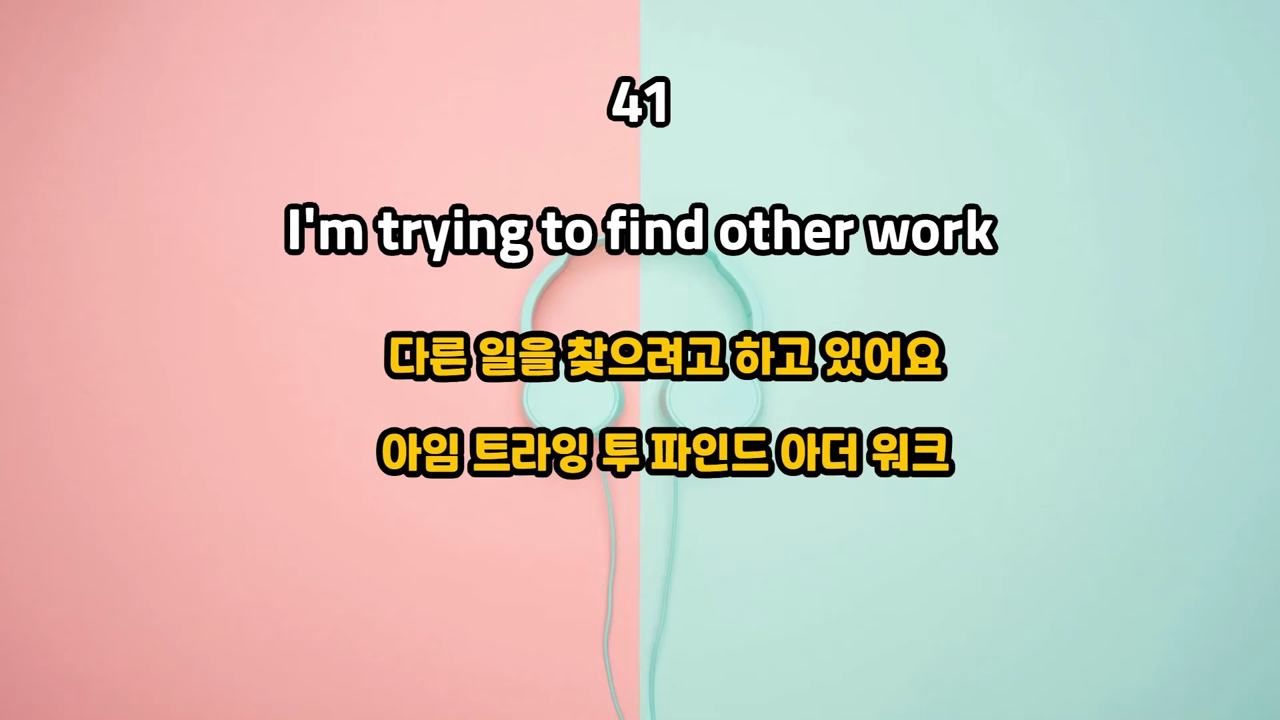 41
I'm trying to find other work
다른 일을 찾으려고 하고 있어요
아임 트라잉 투 파인드 아더 워크